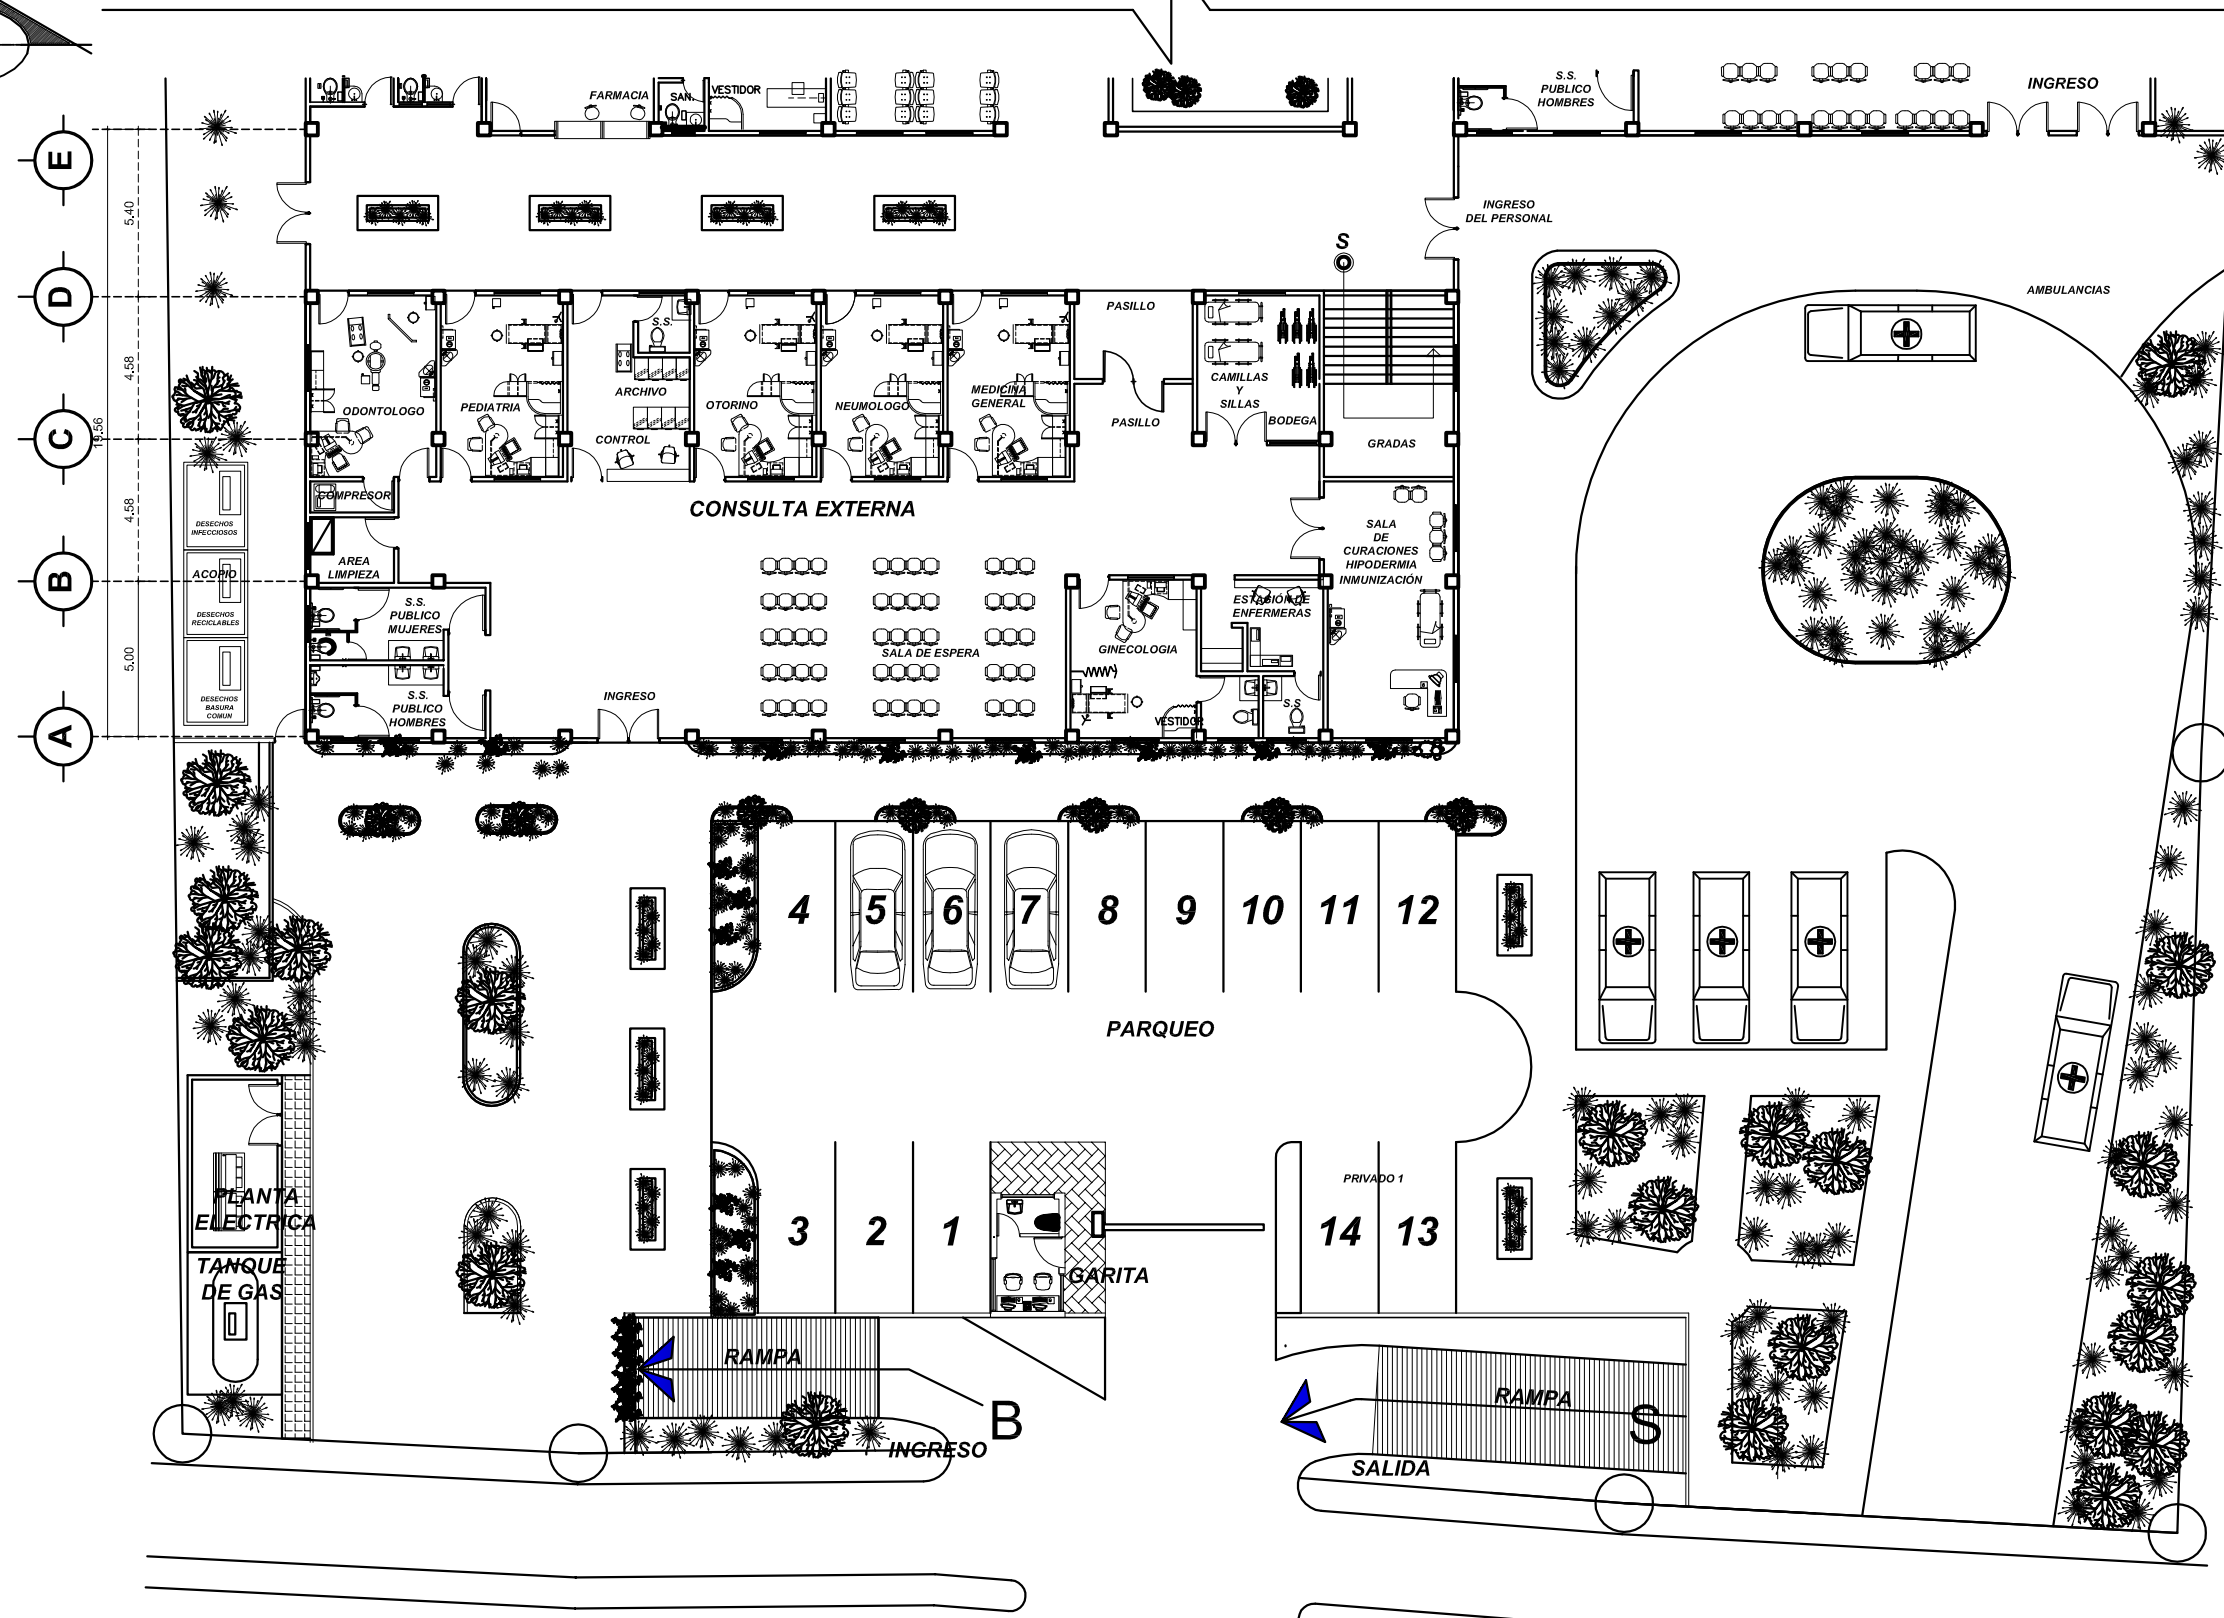 S.S.
PUBLICO
HOMBRES
INGRESO
FARMACIA
SAN.
VESTIDOR
E
5.40
INGRESO
DEL PERSONAL
S
D
AMBULANCIAS
PASILLO
S.S.
4.58
CAMILLAS
Y
SILLAS
ARCHIVO
MEDICINA
GENERAL
ODONTOLOGO
PEDIATRIA
OTORINO
NEUMOLOGO
PASILLO
BODEGA
C
19.56
CONTROL
GRADAS
COMPRESOR
CONSULTA EXTERNA
4.58
DESECHOS
INFECCIOSOS
SALA
DE
CURACIONES
HIPODERMIA
INMUNIZACIÓN
AREA
LIMPIEZA
B
ACOPIO
DESECHOS
RECICLABLES
S.S.
PUBLICO
MUJERES
ESTACIÓN DE
ENFERMERAS
5.00
SALA DE ESPERA
GINECOLOGIA
DESECHOS
BASURA
COMUN
S.S.
PUBLICO
HOMBRES
INGRESO
S.S
VESTIDOR
A
4
5
6
7
8
9
10
11
12
PARQUEO
PRIVADO 1
PLANTA
ELECTRICA
3
2
1
14
13
TANQUE
DE GAS
GARITA
RAMPA
B
RAMPA
S
INGRESO
SALIDA